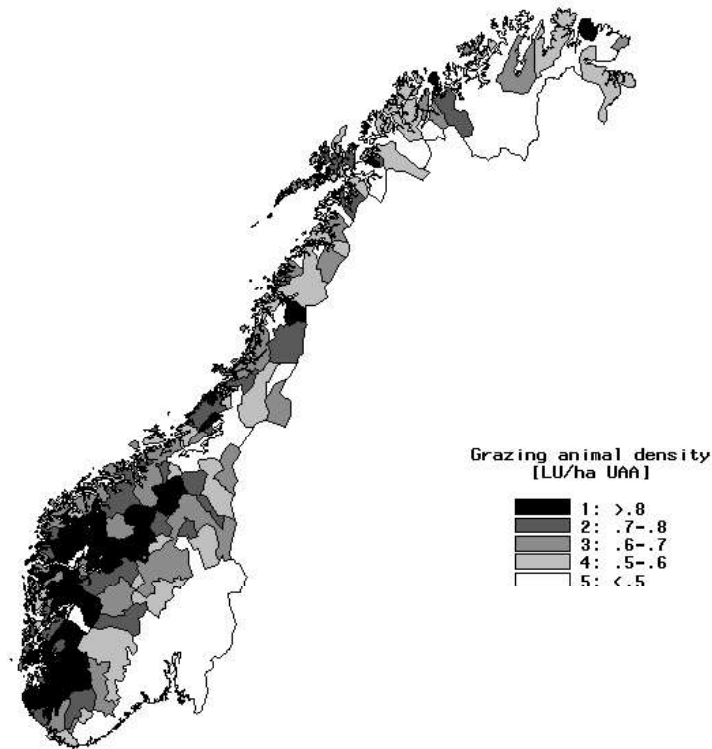 Grazing animal density
[LU/ha UAA]
1: >.8
2: .7-.8
3: .6-.7
4: .5-.6
5: <.5